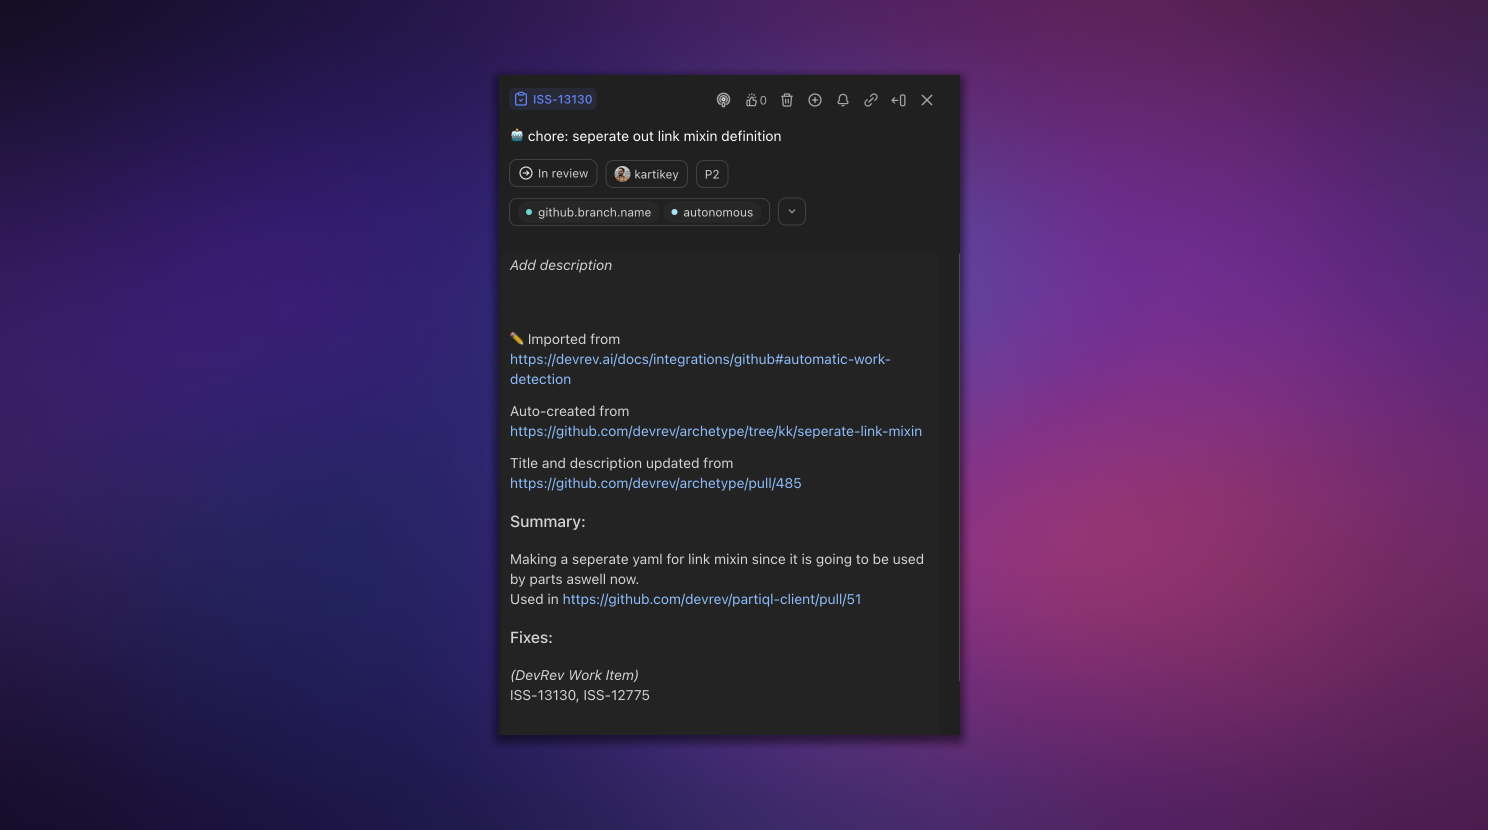 ISS-13130
0
chore: seperate out link mixin definition
In review
kartikey
P2
github.branch.name
autonomous
Add description
Imported from
https://devrev.ai/docs/integrations/github#automatic-work-
detection
Auto-created from
https://github.com/devrev/archetype/tree/kk/seperate-link-mixin
Title and description updated from
https://github.com/devrev/archetype/pull/485
Summary:
Making a seperate yaml for link mixin since it is going to be used
by parts aswell now.
Used in https://github.com/devrev/partiql-client/pull/51
Fixes:
(DevRev Work Item)
ISS-13130, ISS-12775